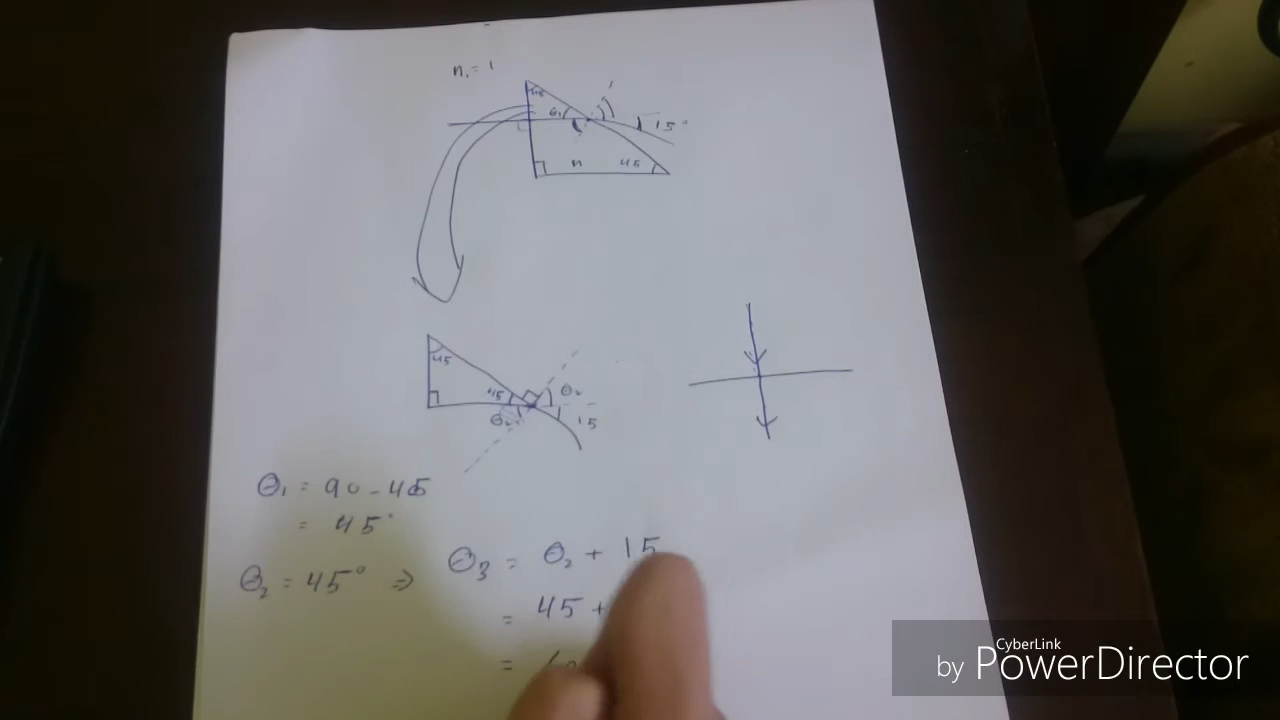 n₁ = 1
45
θ₁
15°
n
45
45
45
θ₂
θ₂
15
θ₁ = 90 - 45
= 45°
θ₂ = 45° ⇒
θ₃ = θ₂ + 15
= 45 +
=
CyberLink
by PowerDirector